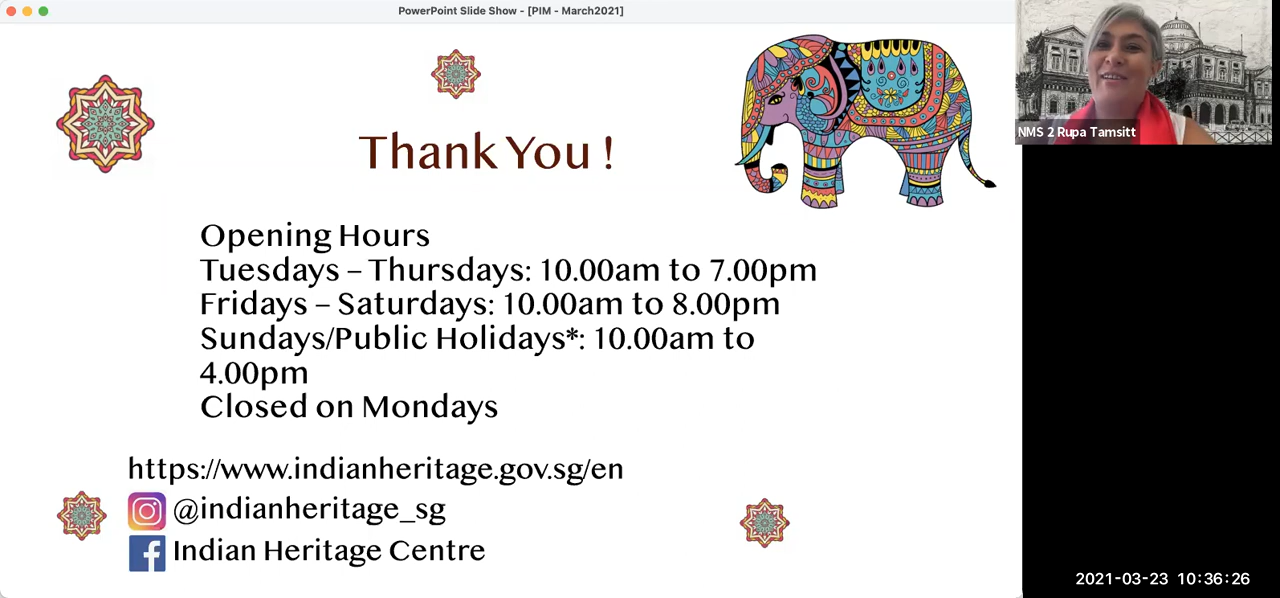 PowerPoint Slide Show - [PIM - March2021]
NMS 2 Rupa Tamsitt
Thank You !
Opening Hours
Tuesdays – Thursdays: 10.00am to 7.00pm
Fridays – Saturdays: 10.00am to 8.00pm
Sundays/Public Holidays*: 10.00am to
4.00pm
Closed on Mondays
https://www.indianheritage.gov.sg/en
@indianheritage_sg
Indian Heritage Centre
2021-03-23 10:36:26